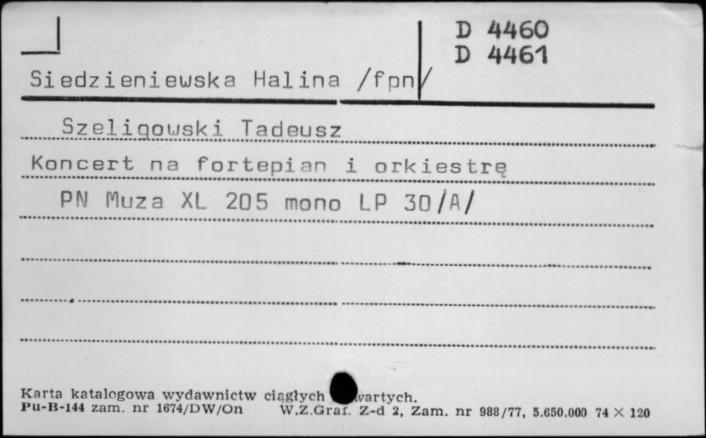 D 4460
D 4461
Siedzieniewska Halina /fpn/
Szeligowski Tadeusz
Koncert na fortepian i orkiestrę
PN Muza XL 205 mono LP 30/A/
Karta katalogowa wydawnictw ciągłych wartych.
Pu-B-144 zam. nr 1674/DW/On W.Z.Graf. Z-d 2, Zam. nr 988/77, 5.650.000 74 × 120